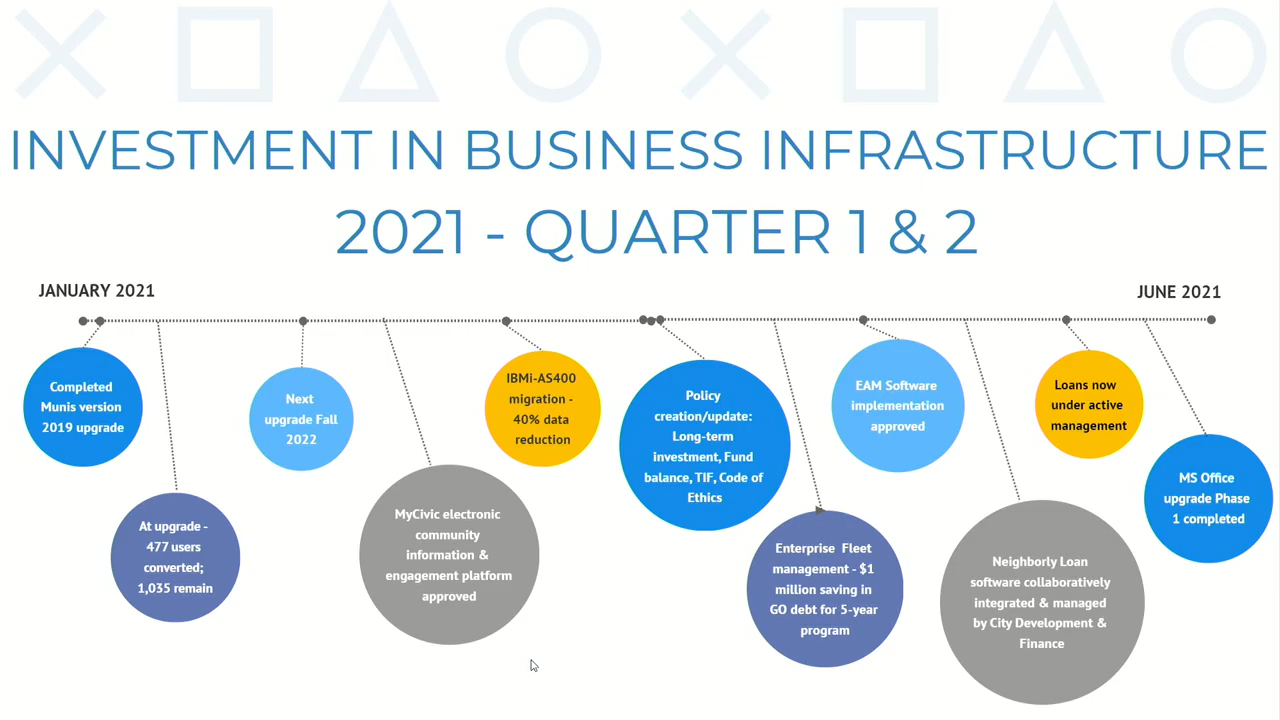 INVESTMENT IN BUSINESS INFRASTRUCTURE
2021 - QUARTER 1 & 2
JANUARY 2021
JUNE 2021
Completed
Munis version
2019 upgrade
At upgrade -
477 users
converted;
1,035 remain
Next
upgrade Fall
2022
MyCivic electronic
community
information &
engagement platform
approved
IBMi-AS400
migration -
40% data
reduction
Policy
creation/update:
Long-term
investment, Fund
balance, TIF, Code of
Ethics
Enterprise Fleet
management - $1
million saving in
GO debt for 5-year
program
EAM Software
implementation
approved
Neighborly Loan
software collaboratively
integrated & managed
by City Development &
Finance
Loans now
under active
management
MS Office
upgrade Phase
1 completed